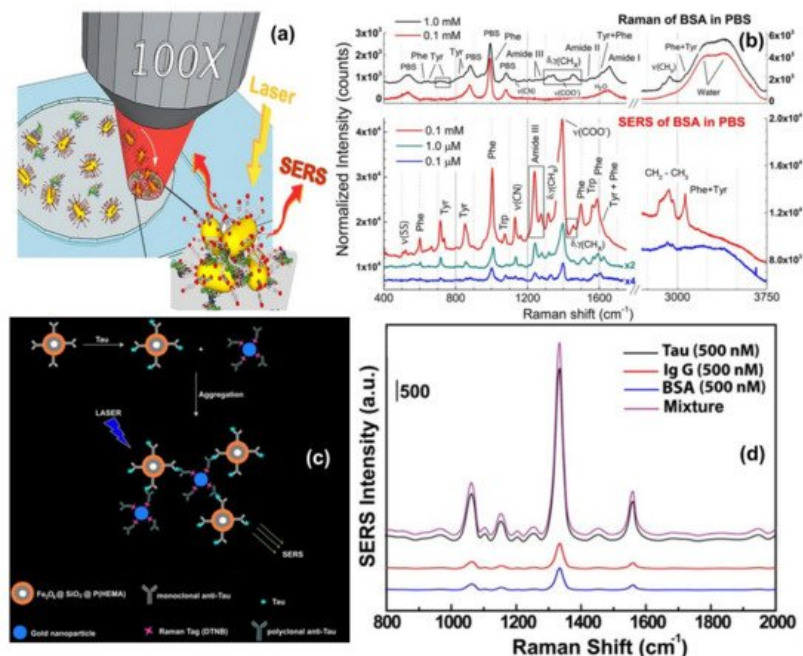 (a)
100X
Laser
SERS
(b)
Raman of BSA in PBS
1.0 mM
0.1 mM
PBS
Phe
Tyr
Tyr
PBS
Phe
PBS
Amide III
δ,γ(CHx)
Amide II
Tyr+Phe
Amide I
ν(CN)
ν(COO-)
H2O
Phe+Tyr
ν(CHx)
Water
3x10³
2x10³
1x10³
0
6x10³
4x10³
2x10³
0
SERS of BSA in PBS
0.1 mM
1.0 μM
0.1 μM
ν(SS)
Phe
Tyr
Tyr
Phe
Trp
ν(CN)
Amide III
δ,γ(CHx)
ν(COO-)
δ,γ(CHx)
Phe
Trp
Phe
Tyr + Phe
CH2 - CH3
Phe+Tyr
x2
x4
4x10⁴
3x10⁴
2x10⁴
1x10⁴
2.0x10⁴
1.6x10⁴
1.2x10⁴
8.0x10³
Normalized Intensity (counts)
400 600 800 1000 1200 1400 1600 3000 3750
Raman shift (cm-1)
Tau
+
Aggregation
LASER
(c)
SERS
monoclonal anti-Tau
Tau
Gold nanoparticle
Raman Tag (DTNB)
polyclonal anti-Tau
500
Tau (500 nM)
Ig G (500 nM)
BSA (500 nM)
Mixture
(d)
SERS Intensity (a.u.)
800 1000 1200 1400 1600 1800 2000
Raman Shift (cm-1)